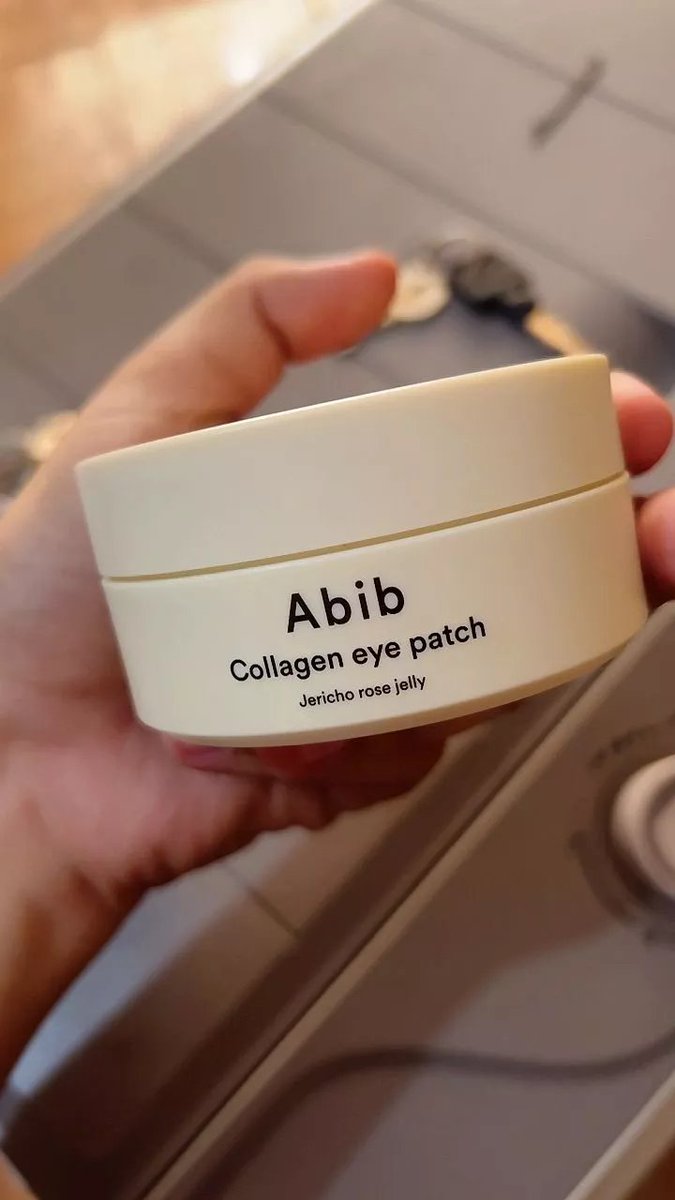 Abib
Collagen eye patch
Jericho rose jelly